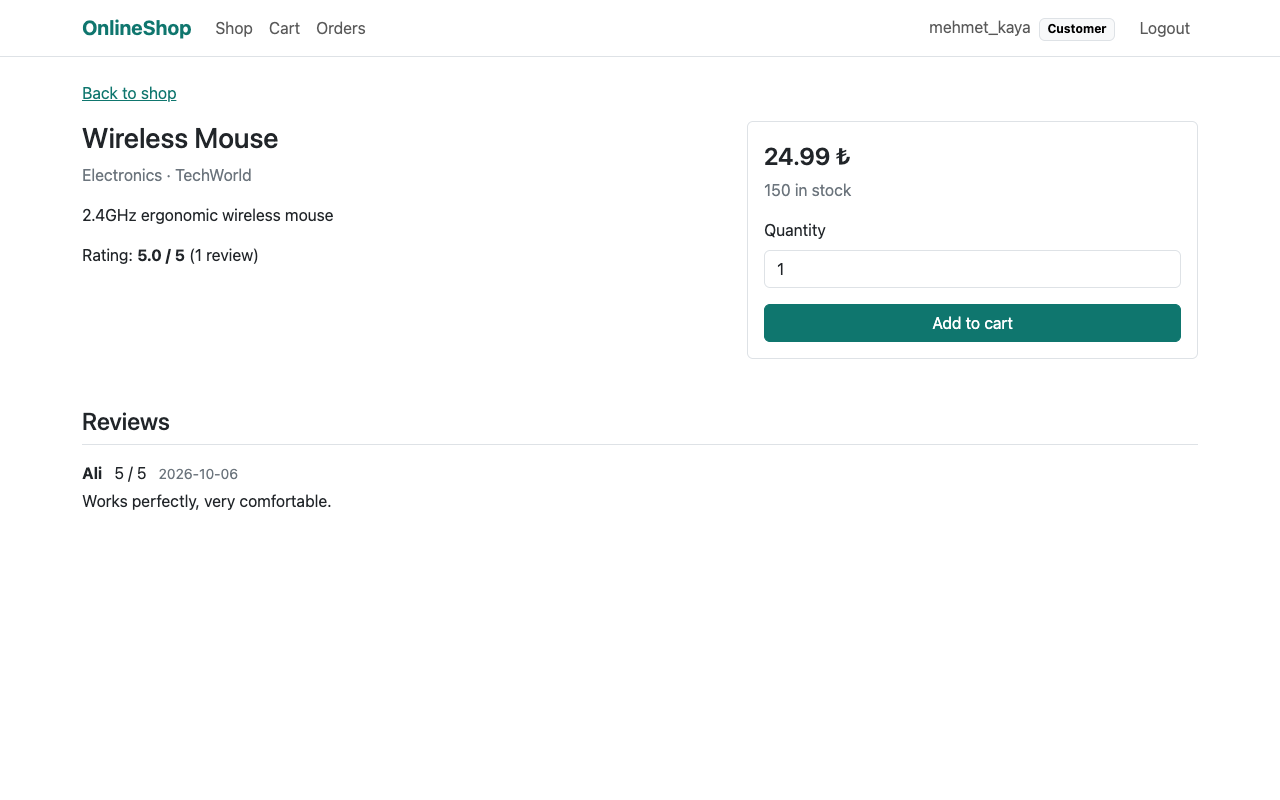 OnlineShop Shop Cart Orders mehmet_kaya Customer Logout
Back to shop
Wireless Mouse
Electronics · TechWorld
2.4GHz ergonomic wireless mouse
Rating: 5.0 / 5 (1 review)
24.99 ₺
150 in stock
Quantity
1
Add to cart
Reviews
Ali 5 / 5 2026-10-06
Works perfectly, very comfortable.